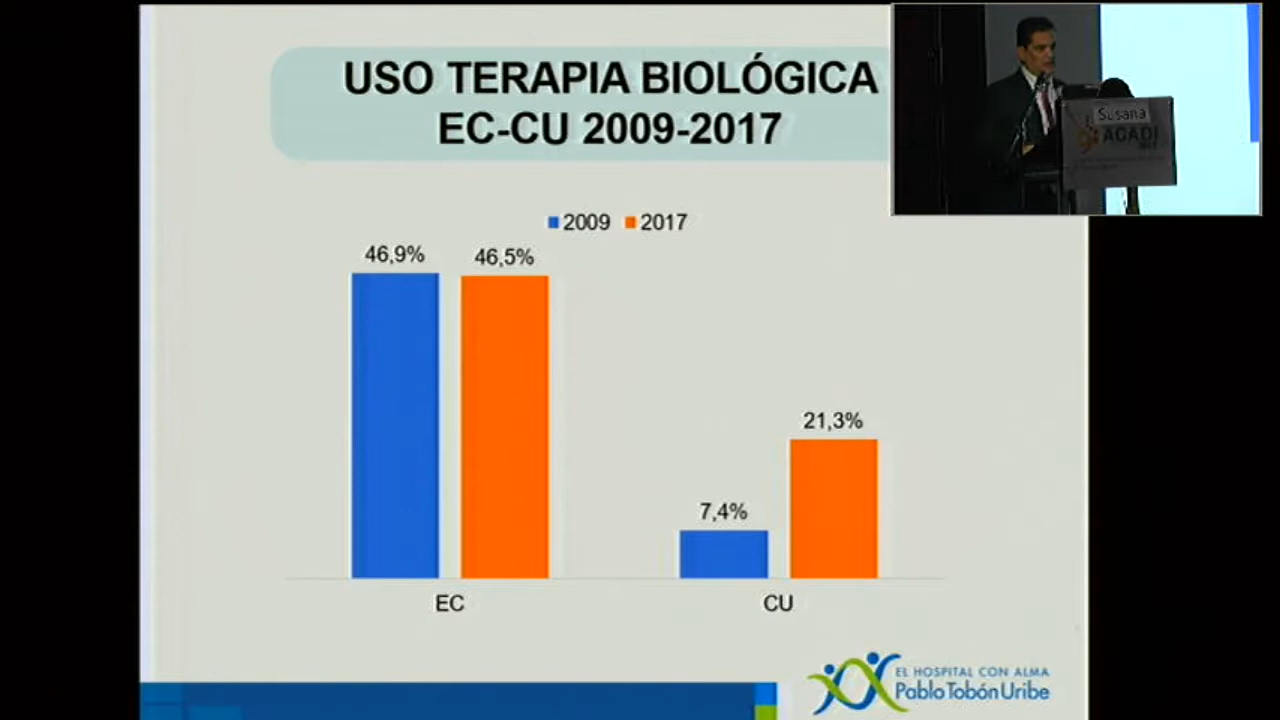 USO TERAPIA BIOLÓGICA
EC-CU 2009-2017
Susana
ACADI
2009 2017
46,9%
46,5%
21,3%
7,4%
EC
CU
EL HOSPITAL CON ALMA
Pablo Tobón Uribe